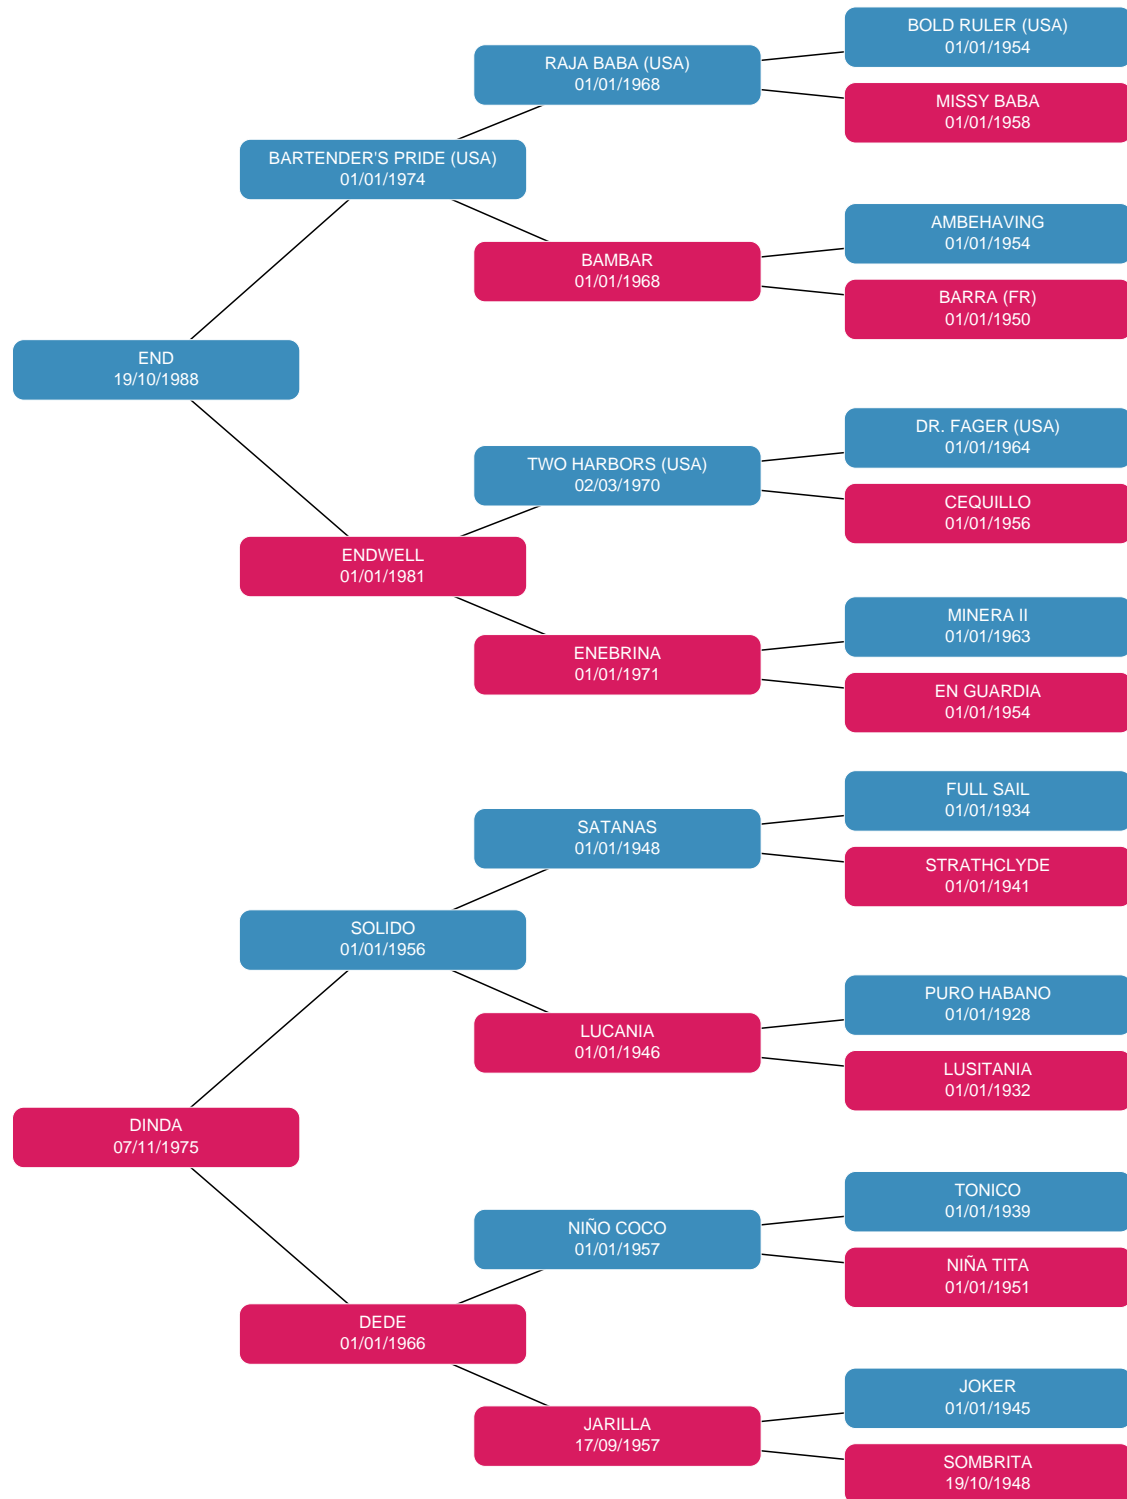 BOLD RULER (USA)
01/01/1954
RAJA BABA (USA)
01/01/1968
MISSY BABA
01/01/1958
BARTENDER'S PRIDE (USA)
01/01/1974
AMBEHAVING
01/01/1954
BAMBAR
01/01/1968
BARRA (FR)
01/01/1950
END
19/10/1988
DR. FAGER (USA)
01/01/1964
TWO HARBORS (USA)
02/03/1970
CEQUILLO
01/01/1956
ENDWELL
01/01/1981
MINERA II
01/01/1963
ENEBRINA
01/01/1971
EN GUARDIA
01/01/1954
FULL SAIL
01/01/1934
SATANAS
01/01/1948
STRATHCLYDE
01/01/1941
SOLIDO
01/01/1956
PURO HABANO
01/01/1928
LUCANIA
01/01/1946
LUSITANIA
01/01/1932
DINDA
07/11/1975
TONICO
01/01/1939
NIÑO COCO
01/01/1957
NIÑA TITA
01/01/1951
DEDE
01/01/1966
JOKER
01/01/1945
JARILLA
17/09/1957
SOMBRITA
19/10/1948